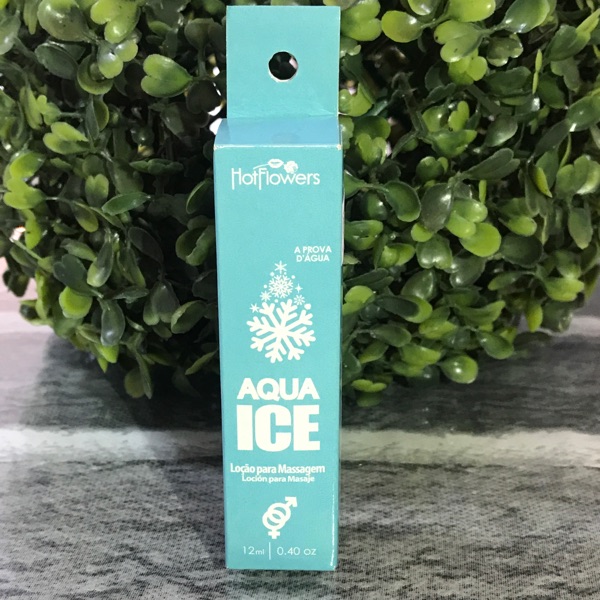 HotFlowers
A PROVA
D'ÁGUA
AQUA
ICE
Loção para Massagem
Loción para Masaje
12ml | 0.40 oz